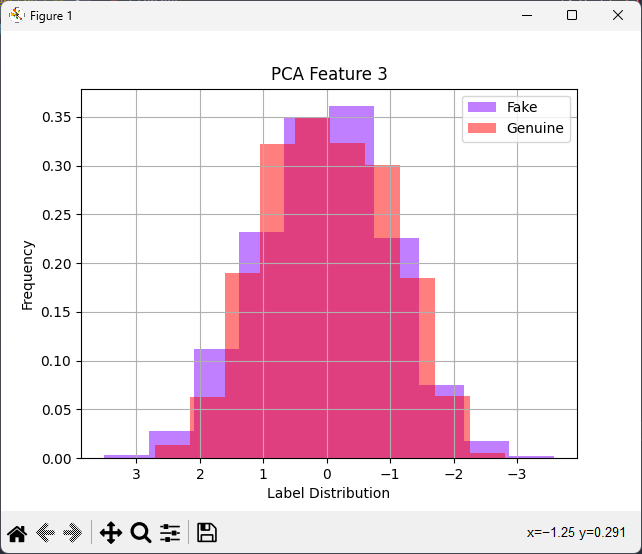 Figure 1
PCA Feature 3
Fake
Genuine
0.35
0.30
0.25
0.20
0.15
0.10
0.05
0.00
Frequency
3 2 1 0 −1 −2 −3
Label Distribution
x=−1.25 y=0.291